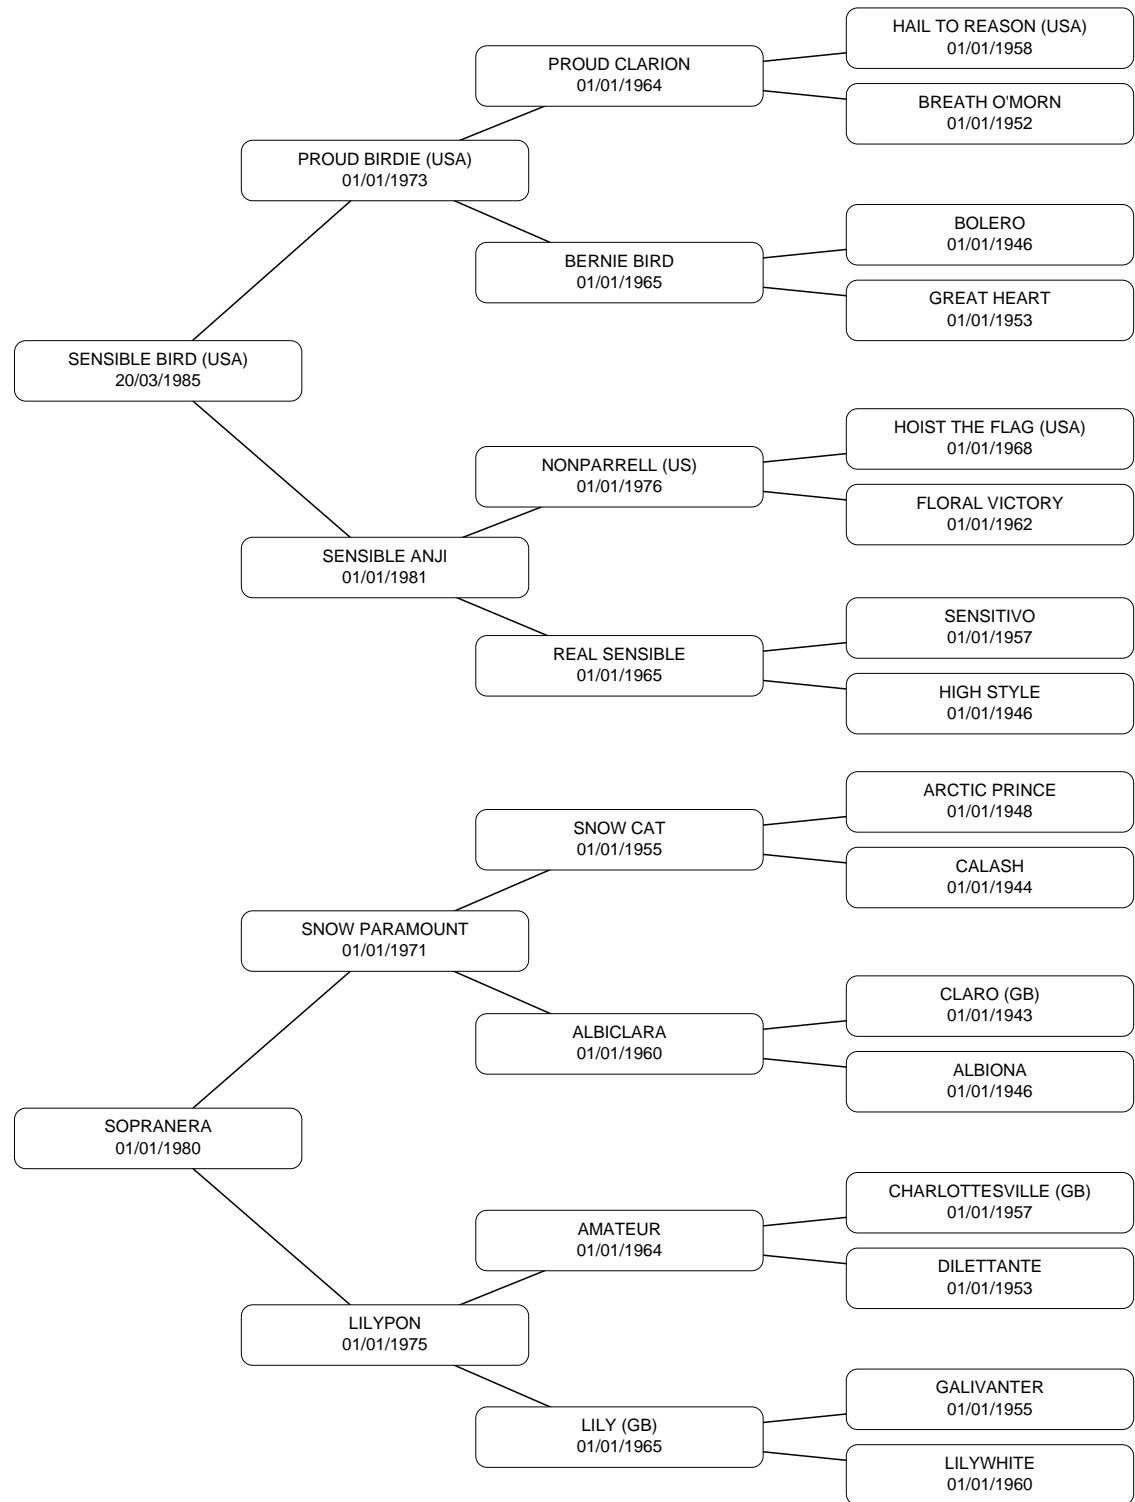 HAIL TO REASON (USA)
01/01/1958
PROUD CLARION
01/01/1964
BREATH O'MORN
01/01/1952
PROUD BIRDIE (USA)
01/01/1973
BOLERO
01/01/1946
BERNIE BIRD
01/01/1965
GREAT HEART
01/01/1953
SENSIBLE BIRD (USA)
20/03/1985
HOIST THE FLAG (USA)
01/01/1968
NONPARRELL (US)
01/01/1976
FLORAL VICTORY
01/01/1962
SENSIBLE ANJI
01/01/1981
SENSITIVO
01/01/1957
REAL SENSIBLE
01/01/1965
HIGH STYLE
01/01/1946
ARCTIC PRINCE
01/01/1948
SNOW CAT
01/01/1955
CALASH
01/01/1944
SNOW PARAMOUNT
01/01/1971
CLARO (GB)
01/01/1943
ALBICLARA
01/01/1960
ALBIONA
01/01/1946
SOPRANERA
01/01/1980
CHARLOTTESVILLE (GB)
01/01/1957
AMATEUR
01/01/1964
DILETTANTE
01/01/1953
LILYPON
01/01/1975
GALIVANTER
01/01/1955
LILY (GB)
01/01/1965
LILYWHITE
01/01/1960